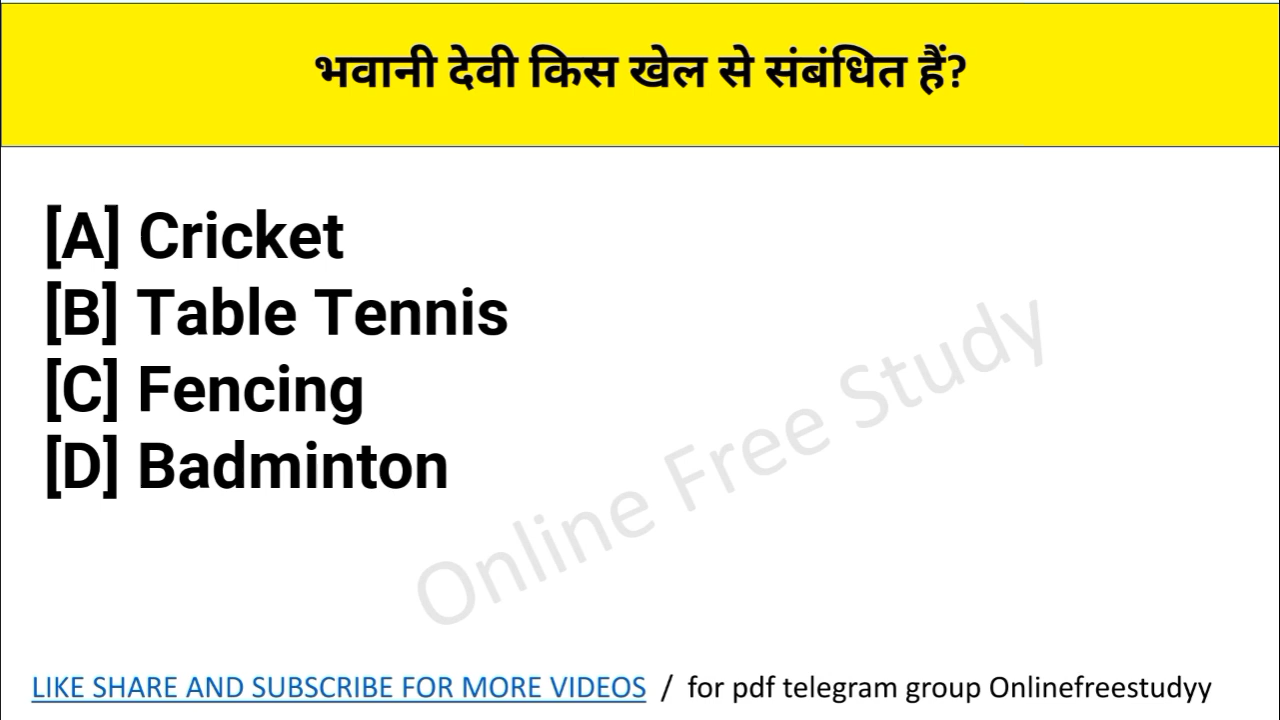 भवानी देवी किस खेल से संबंधित हैं?
[A] Cricket
[B] Table Tennis
[C] Fencing
[D] Badminton
Online Free Study
LIKE SHARE AND SUBSCRIBE FOR MORE VIDEOS / for pdf telegram group Onlinefreestudyy